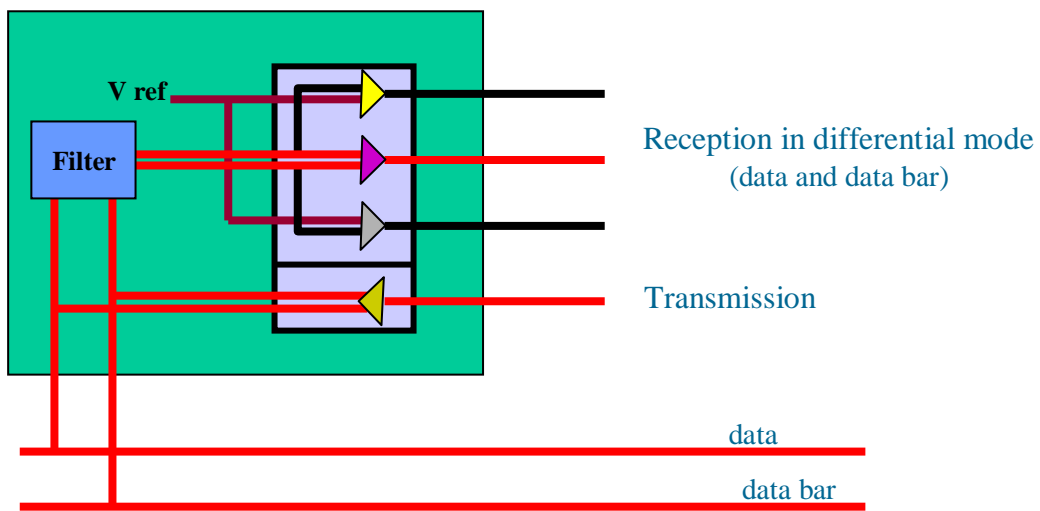 V ref
Filter
Reception in differential mode
(data and data bar)
Transmission
data
data bar